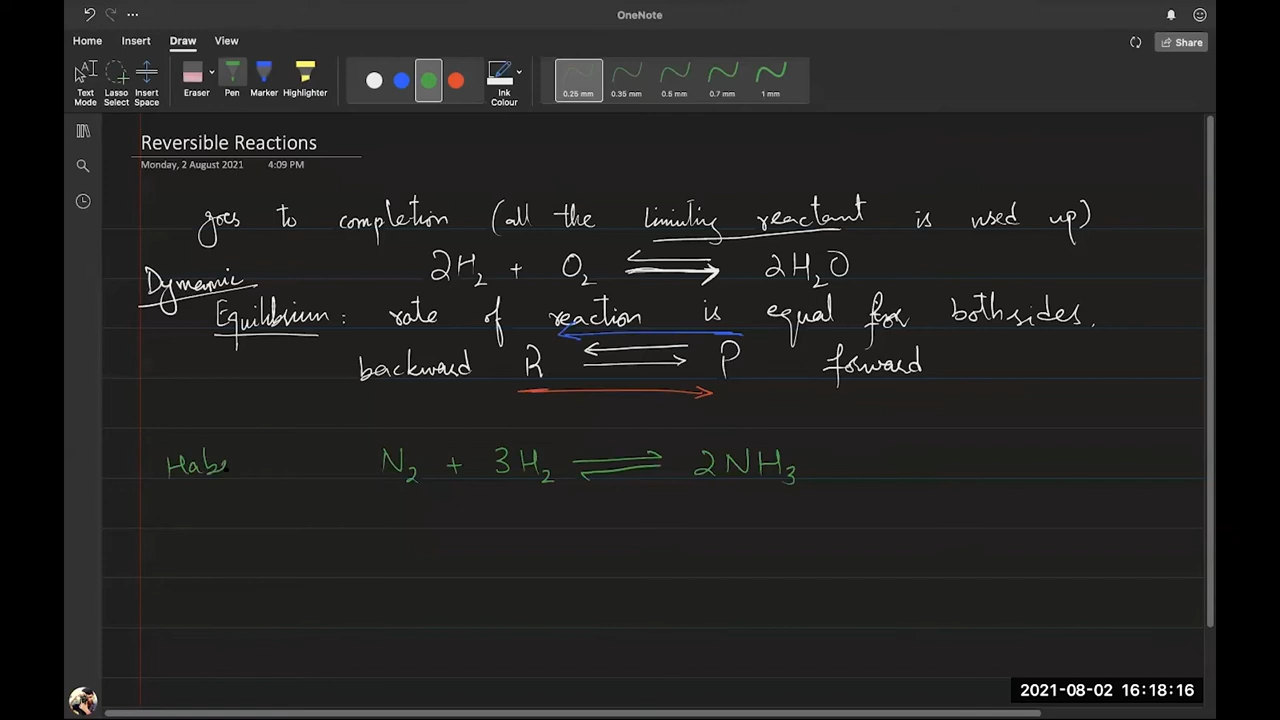 OneNote
Home Insert Draw View
Share
Text Mode Lasso Select Insert Space Eraser Pen Marker Highlighter Ink Colour 0.25 mm 0.35 mm 0.5 mm 0.7 mm 1 mm
Reversible Reactions
Monday, 2 August 2021 4:09 PM
goes to completion (all the limiting reactant is used up)
2H₂ + O₂ ⇌ 2H₂O
Dynamic
Equilibrium : rate of reaction is equal for both sides.
backward R ⇌ P forward
Habe N₂ + 3H₂ ⇌ 2NH₃
2021-08-02 16:18:16